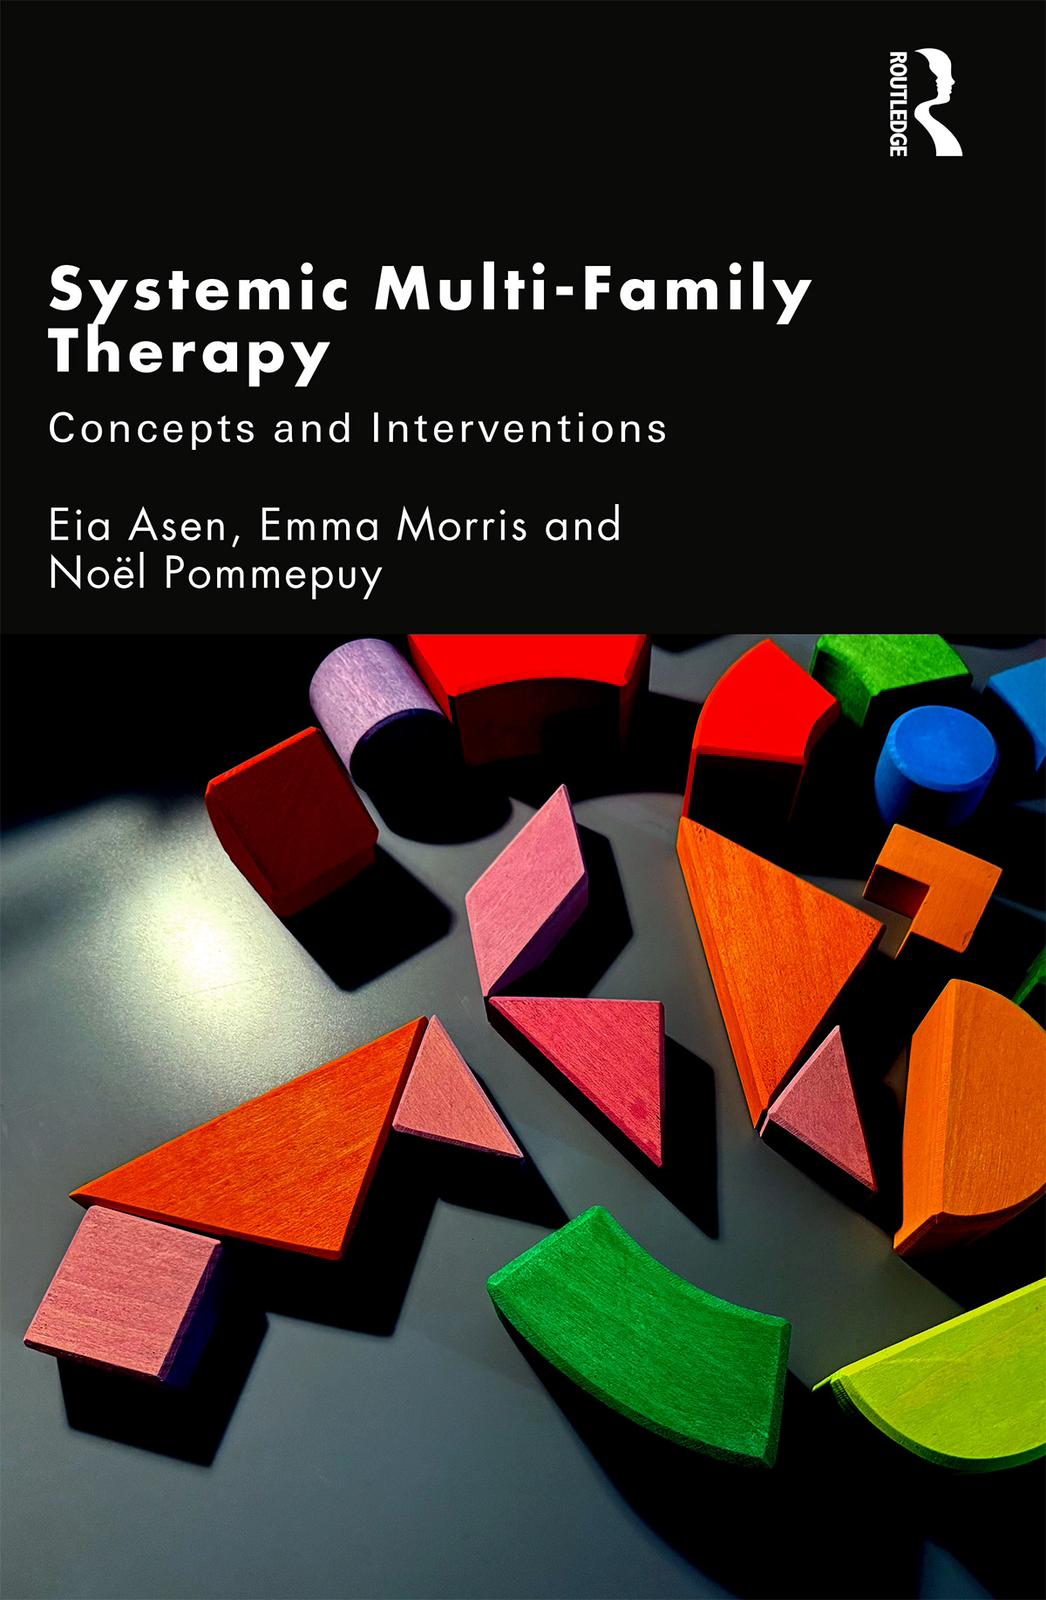 ROUTLEDGE
Systemic Multi-Family
Therapy
Concepts and Interventions
Eia Asen, Emma Morris and
Noël Pommepuy